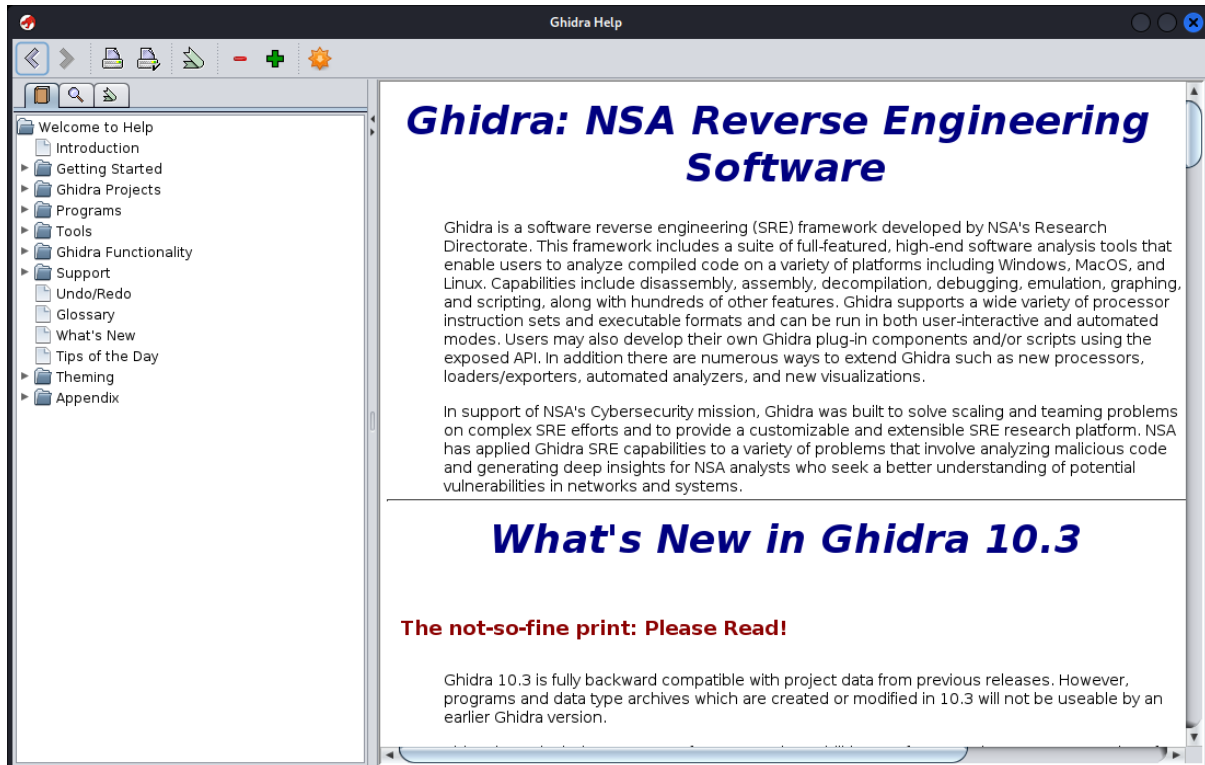 Ghidra Help
Welcome to Help
Introduction
Getting Started
Ghidra Projects
Programs
Tools
Ghidra Functionality
Support
Undo/Redo
Glossary
What's New
Tips of the Day
Theming
Appendix
Ghidra: NSA Reverse Engineering
Software
Ghidra is a software reverse engineering (SRE) framework developed by NSA's Research
Directorate. This framework includes a suite of full-featured, high-end software analysis tools that
enable users to analyze compiled code on a variety of platforms including Windows, MacOS, and
Linux. Capabilities include disassembly, assembly, decompilation, debugging, emulation, graphing,
and scripting, along with hundreds of other features. Ghidra supports a wide variety of processor
instruction sets and executable formats and can be run in both user-interactive and automated
modes. Users may also develop their own Ghidra plug-in components and/or scripts using the
exposed API. In addition there are numerous ways to extend Ghidra such as new processors,
loaders/exporters, automated analyzers, and new visualizations.
In support of NSA's Cybersecurity mission, Ghidra was built to solve scaling and teaming problems
on complex SRE efforts and to provide a customizable and extensible SRE research platform. NSA
has applied Ghidra SRE capabilities to a variety of problems that involve analyzing malicious code
and generating deep insights for NSA analysts who seek a better understanding of potential
vulnerabilities in networks and systems.
What's New in Ghidra 10.3
The not-so-fine print: Please Read!
Ghidra 10.3 is fully backward compatible with project data from previous releases. However,
programs and data type archives which are created or modified in 10.3 will not be useable by an
earlier Ghidra version.